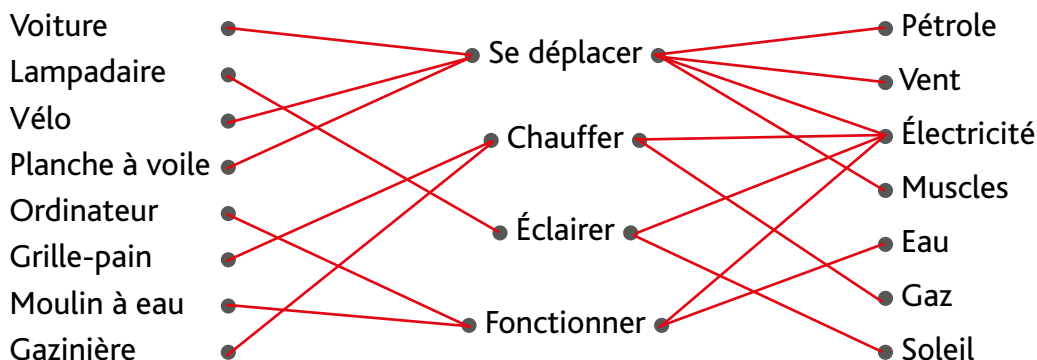 Voiture
Lampadaire
Vélo
Planche à voile
Ordinateur
Grille-pain
Moulin à eau
Gazinière
Se déplacer
Chauffer
Éclairer
Fonctionner
Pétrole
Vent
Électricité
Muscles
Eau
Gaz
Soleil